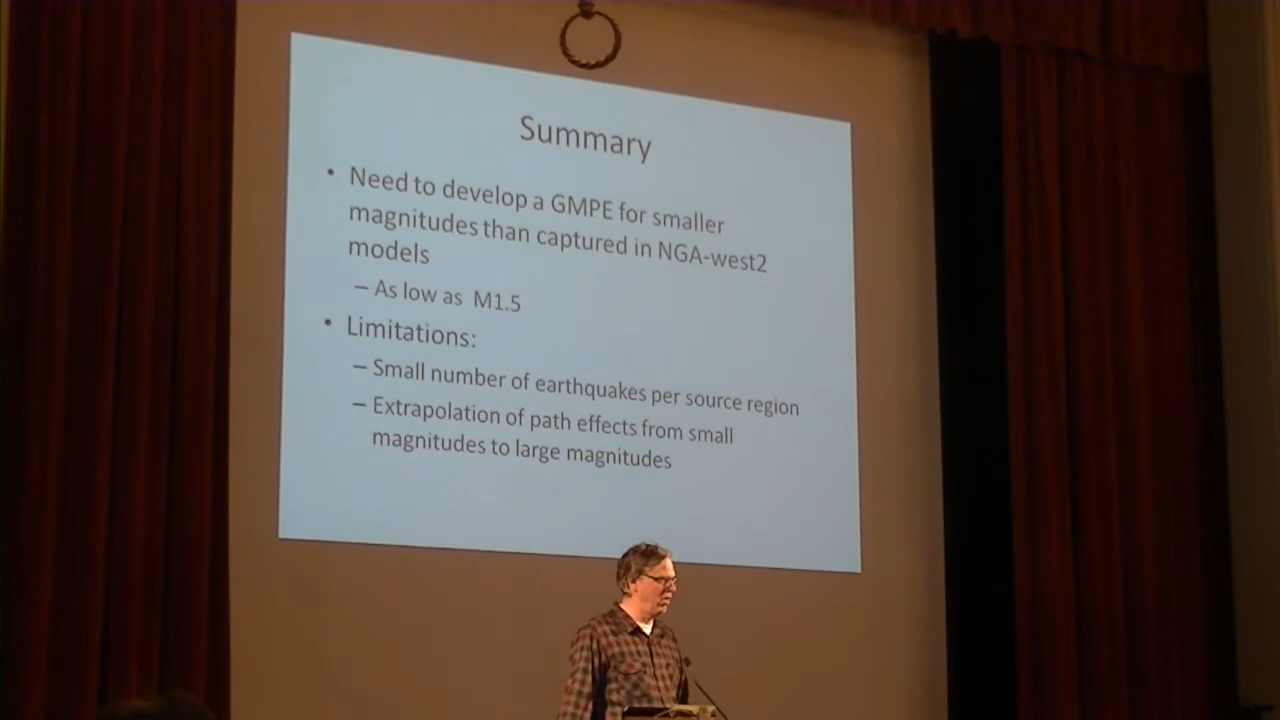 Summary
• Need to develop a GMPE for smaller
magnitudes than captured in NGA-west2
models
– As low as M1.5
• Limitations:
– Small number of earthquakes per source region
– Extrapolation of path effects from small
magnitudes to large magnitudes